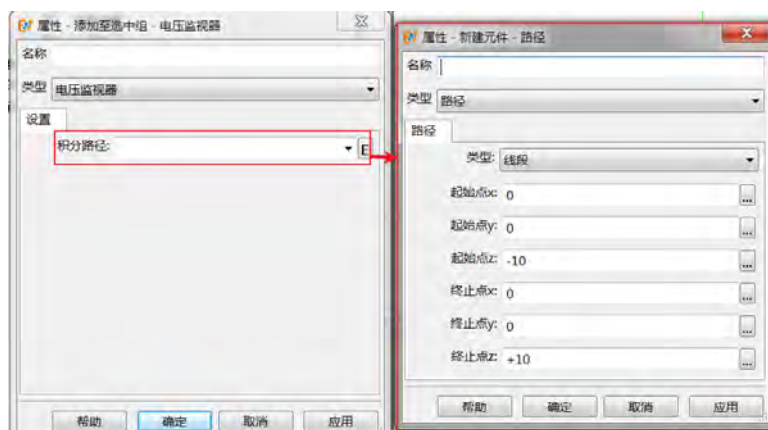 属性 - 添加至选中组 - 电压监视器
名称
类型 电压监视器
设置
积分路径: E
帮助 确定 取消 应用
属性 - 新建元件 - 路径
名称
类型 路径
路径
类型: 线段
起始点x: 0 ...
起始点y: 0 ...
起始点z: -10 ...
终止点x: 0 ...
终止点y: 0 ...
终止点z: +10 ...
帮助 确定 取消 应用